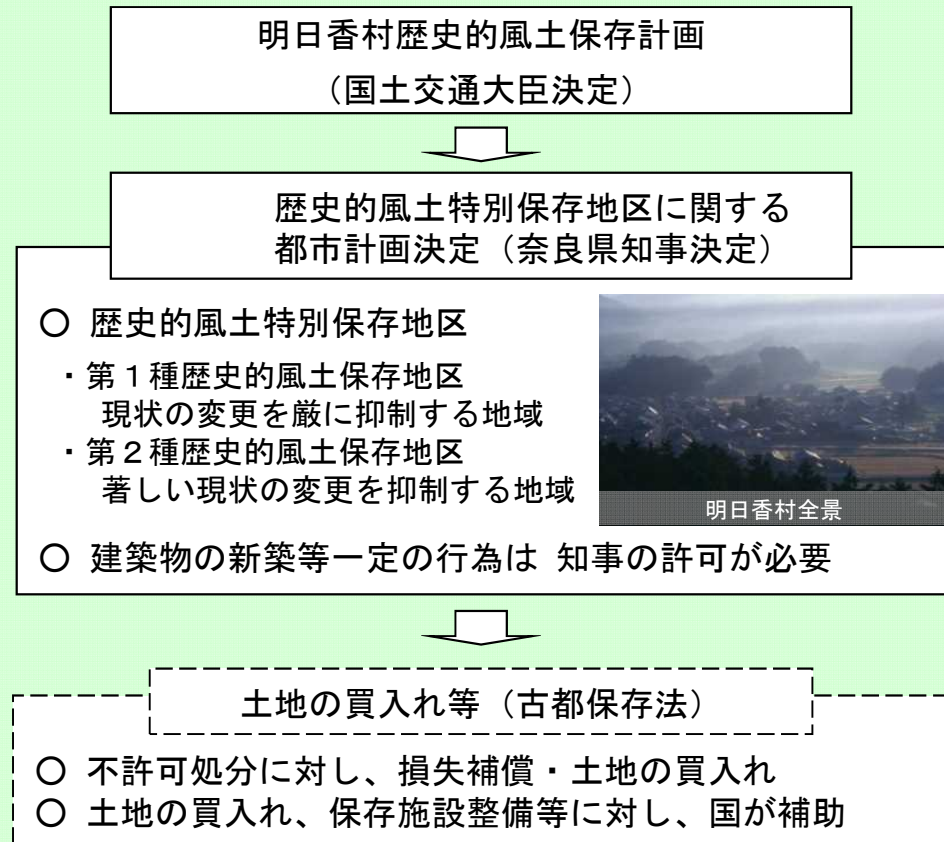 明日香村歴史的風土保存計画
（国土交通大臣決定）
歴史的風土特別保存地区に関する
都市計画決定（奈良県知事決定）
○ 歴史的風土特別保存地区
・第１種歴史的風土保存地区
現状の変更を厳に抑制する地域
・第２種歴史的風土保存地区
著しい現状の変更を抑制する地域
明日香村全景
○ 建築物の新築等一定の行為は 知事の許可が必要
土地の買入れ等（古都保存法）
○ 不許可処分に対し、損失補償・土地の買入れ
○ 土地の買入れ、保存施設整備等に対し、国が補助